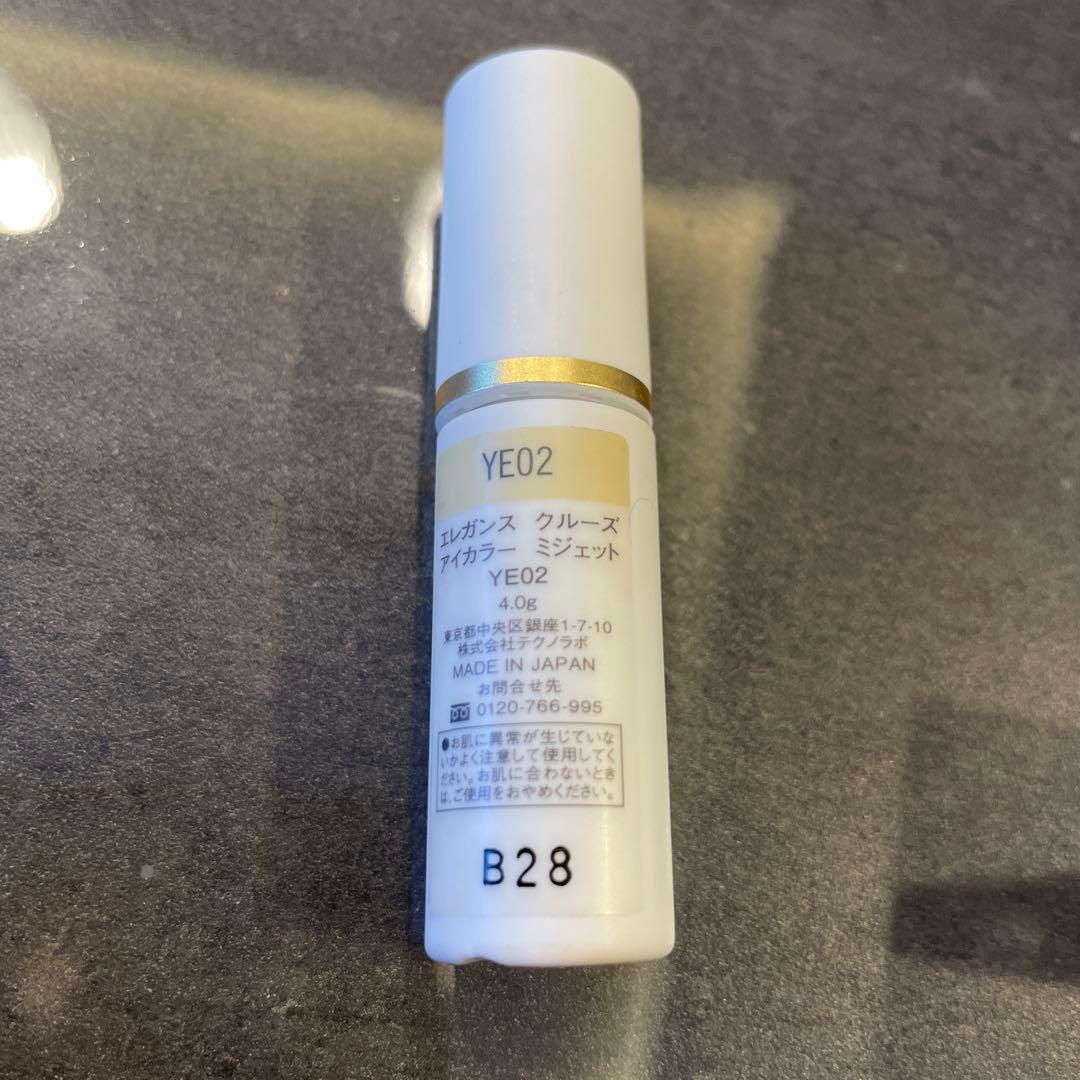 YE02
エレガンス クルーズ
アイカラー ミジェット
YE02
4.0g
東京都中央区銀座1-7-10
株式会社テクノラボ
MADE IN JAPAN
お問合せ先
0120-766-995
●お肌に異常が生じていな
いかよく注意して使用してく
ださい。お肌に合わないとき
は、ご使用をおやめください。
B28